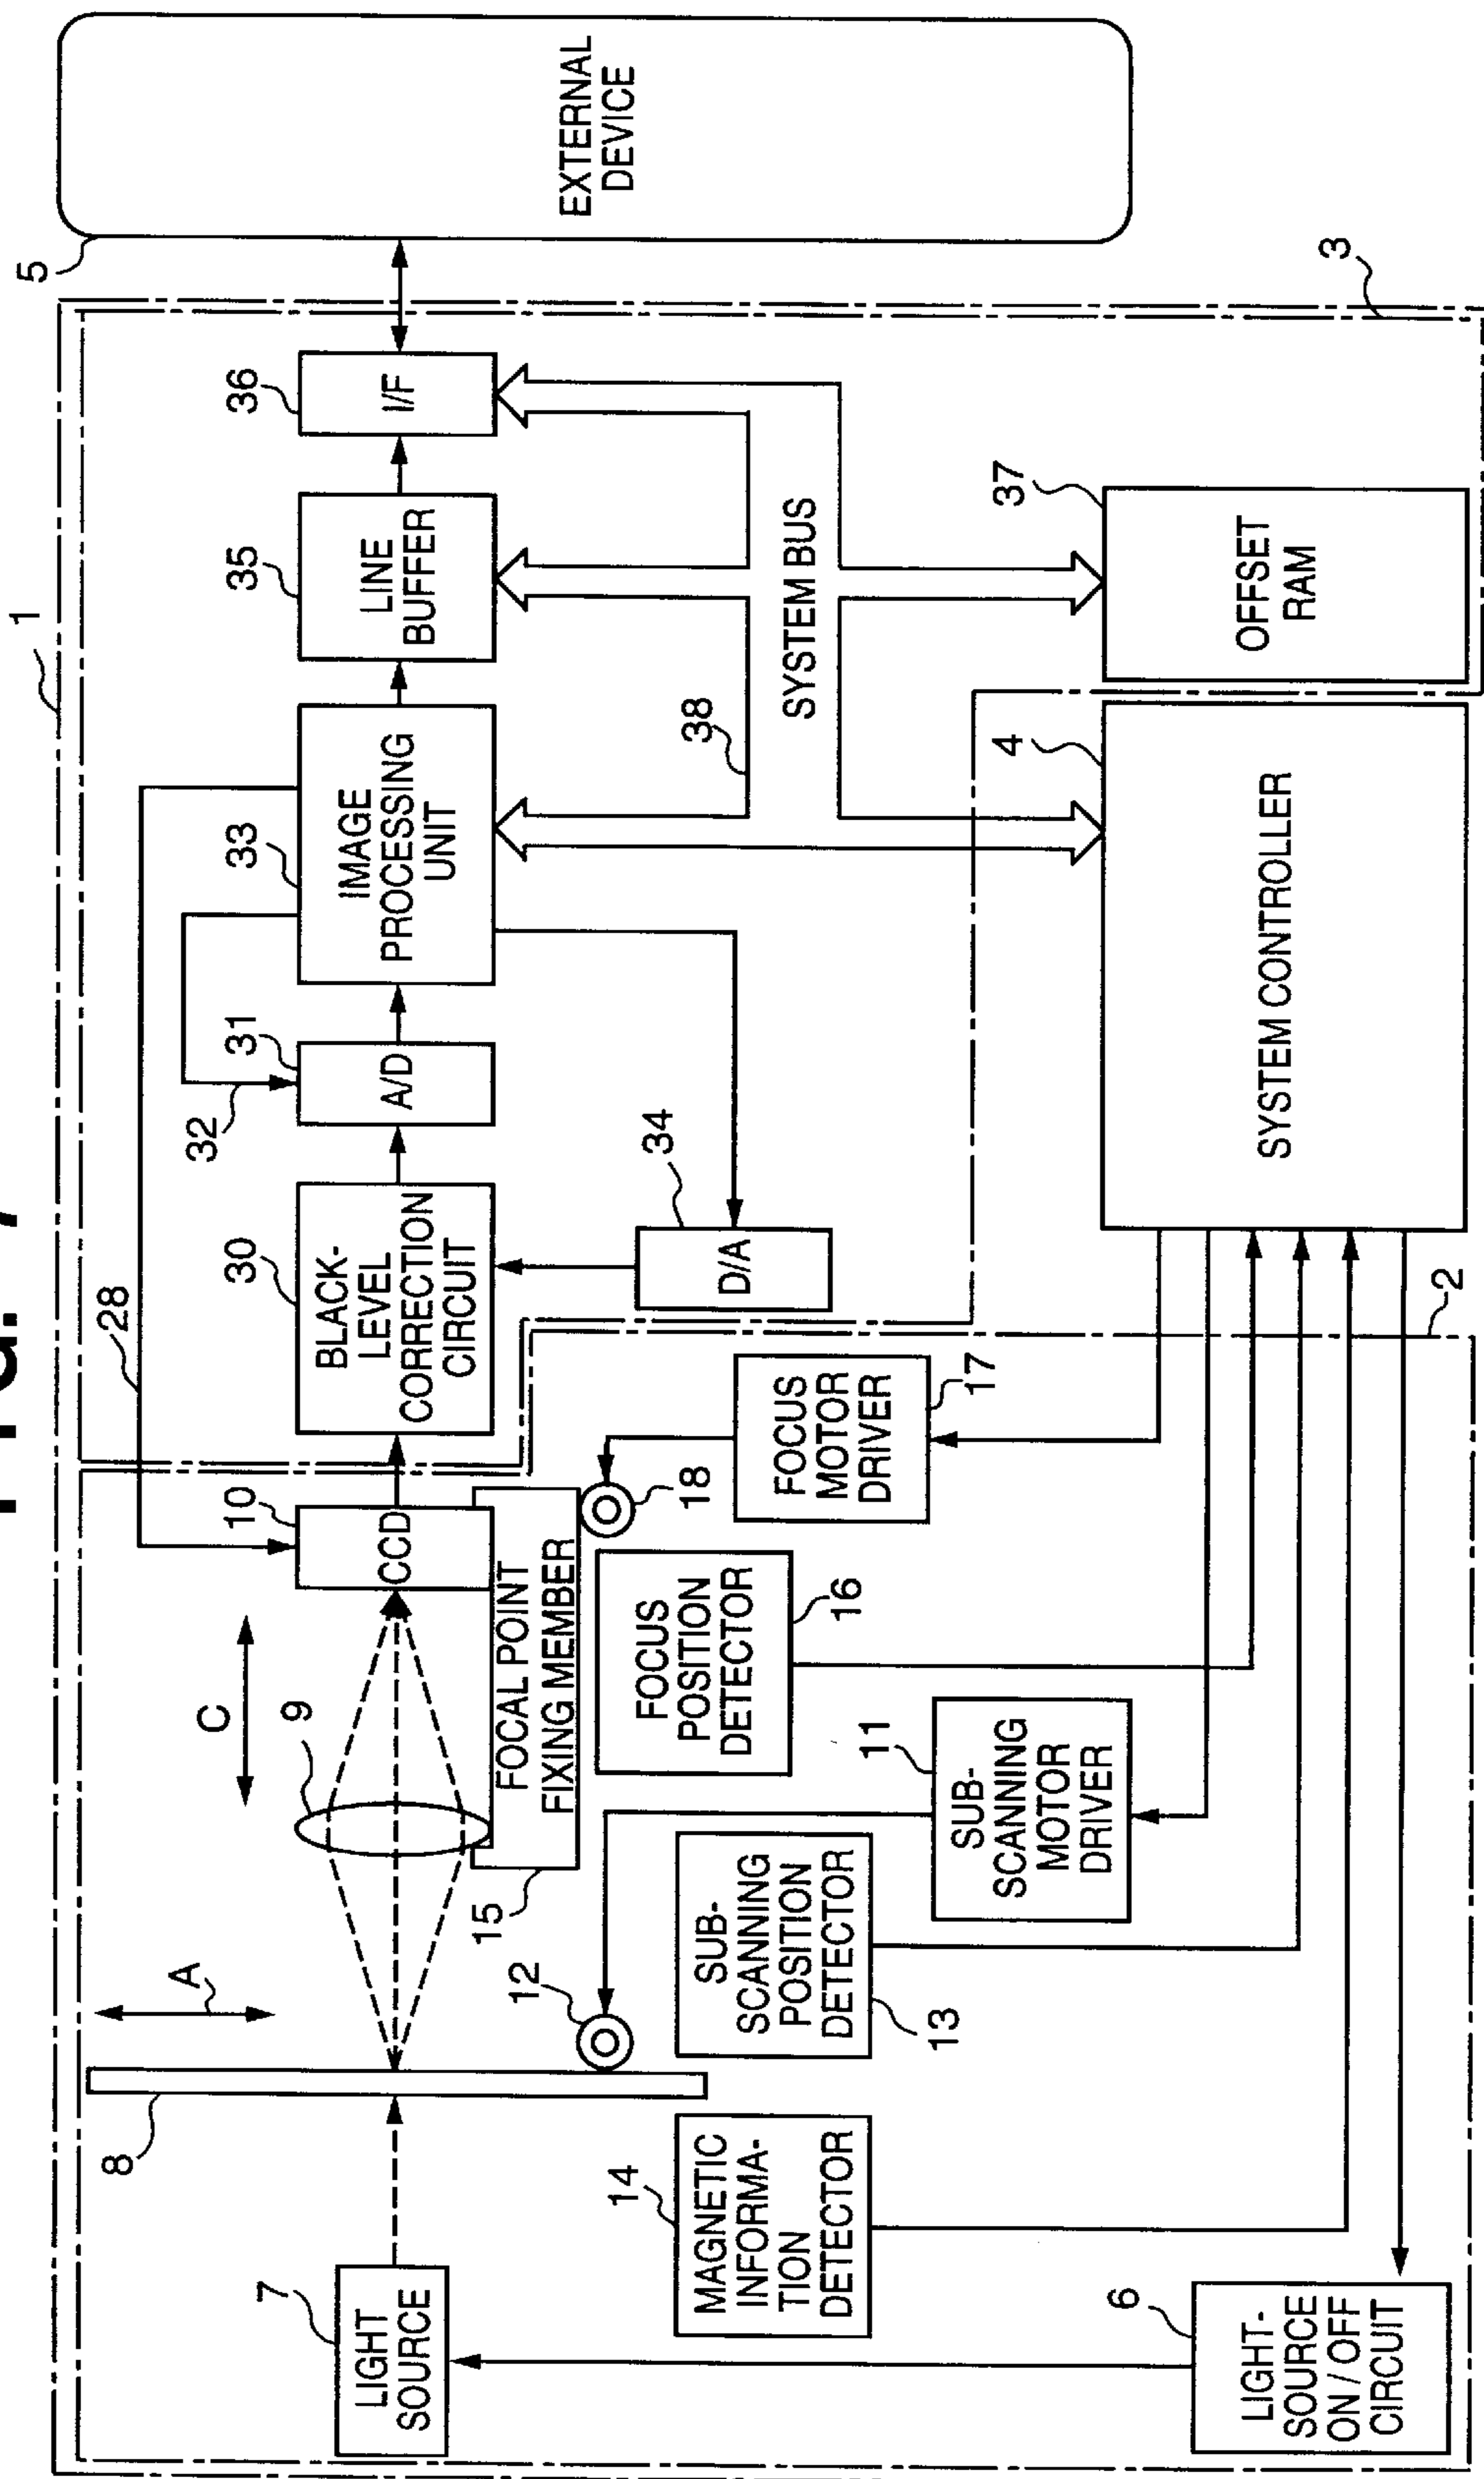 1
28
32
C
A
8
7
LIGHT
SOURCE
9
10
CCD
30
BLACK-
LEVEL
CORRECTION
CIRCUIT
31
A/D
33
IMAGE
PROCESSING
UNIT
35
LINE
BUFFER
36
I/F
5
EXTERNAL
DEVICE
15
FOCAL POINT
FIXING MEMBER
12
18
34
D/A
38
SYSTEM BUS
14
MAGNETIC
INFORMA-
TION
DETECTOR
SUB-
SCANNING
POSITION
DETECTOR
13
FOCUS
POSITION
DETECTOR
16
FOCUS
MOTOR
DRIVER
17
11
SUB-
SCANNING
MOTOR
DRIVER
6
LIGHT-
SOURCE
ON / OFF
CIRCUIT
2
4
SYSTEM CONTROLLER
37
OFFSET
RAM
3